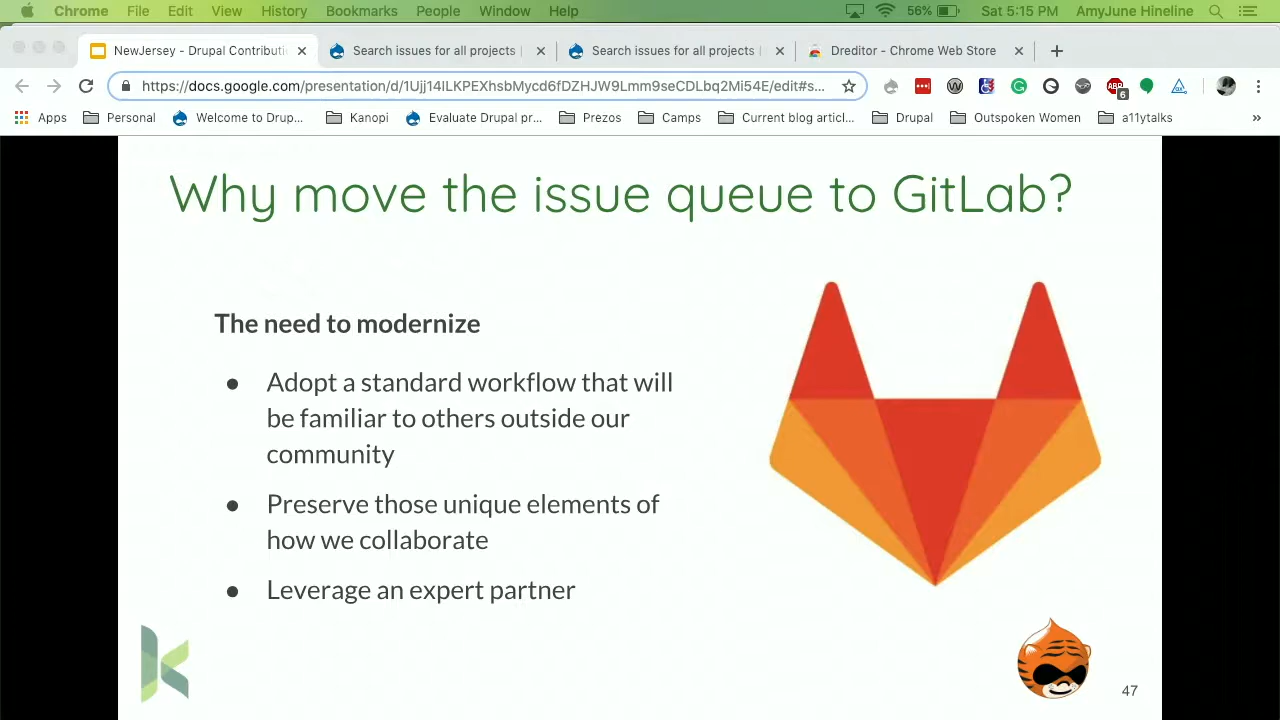 Chrome File Edit View History Bookmarks People Window Help 56% Sat 5:15 PM AmyJune Hineline
NewJersey - Drupal Contributi Search issues for all projects Search issues for all projects Dreditor - Chrome Web Store
https://docs.google.com/presentation/d/1Ujj14ILKPEXhsbMycd6fDZHJW9Lmm9seCDLbq2Mi54E/edit#s... ABP 6
Apps Personal Welcome to Drup... Kanopi Evaluate Drupal pr... Prezos Camps Current blog articl... Drupal Outspoken Women a11ytalks »
Why move the issue queue to GitLab?
The need to modernize
● Adopt a standard workflow that will
be familiar to others outside our
community
● Preserve those unique elements of
how we collaborate
● Leverage an expert partner
47